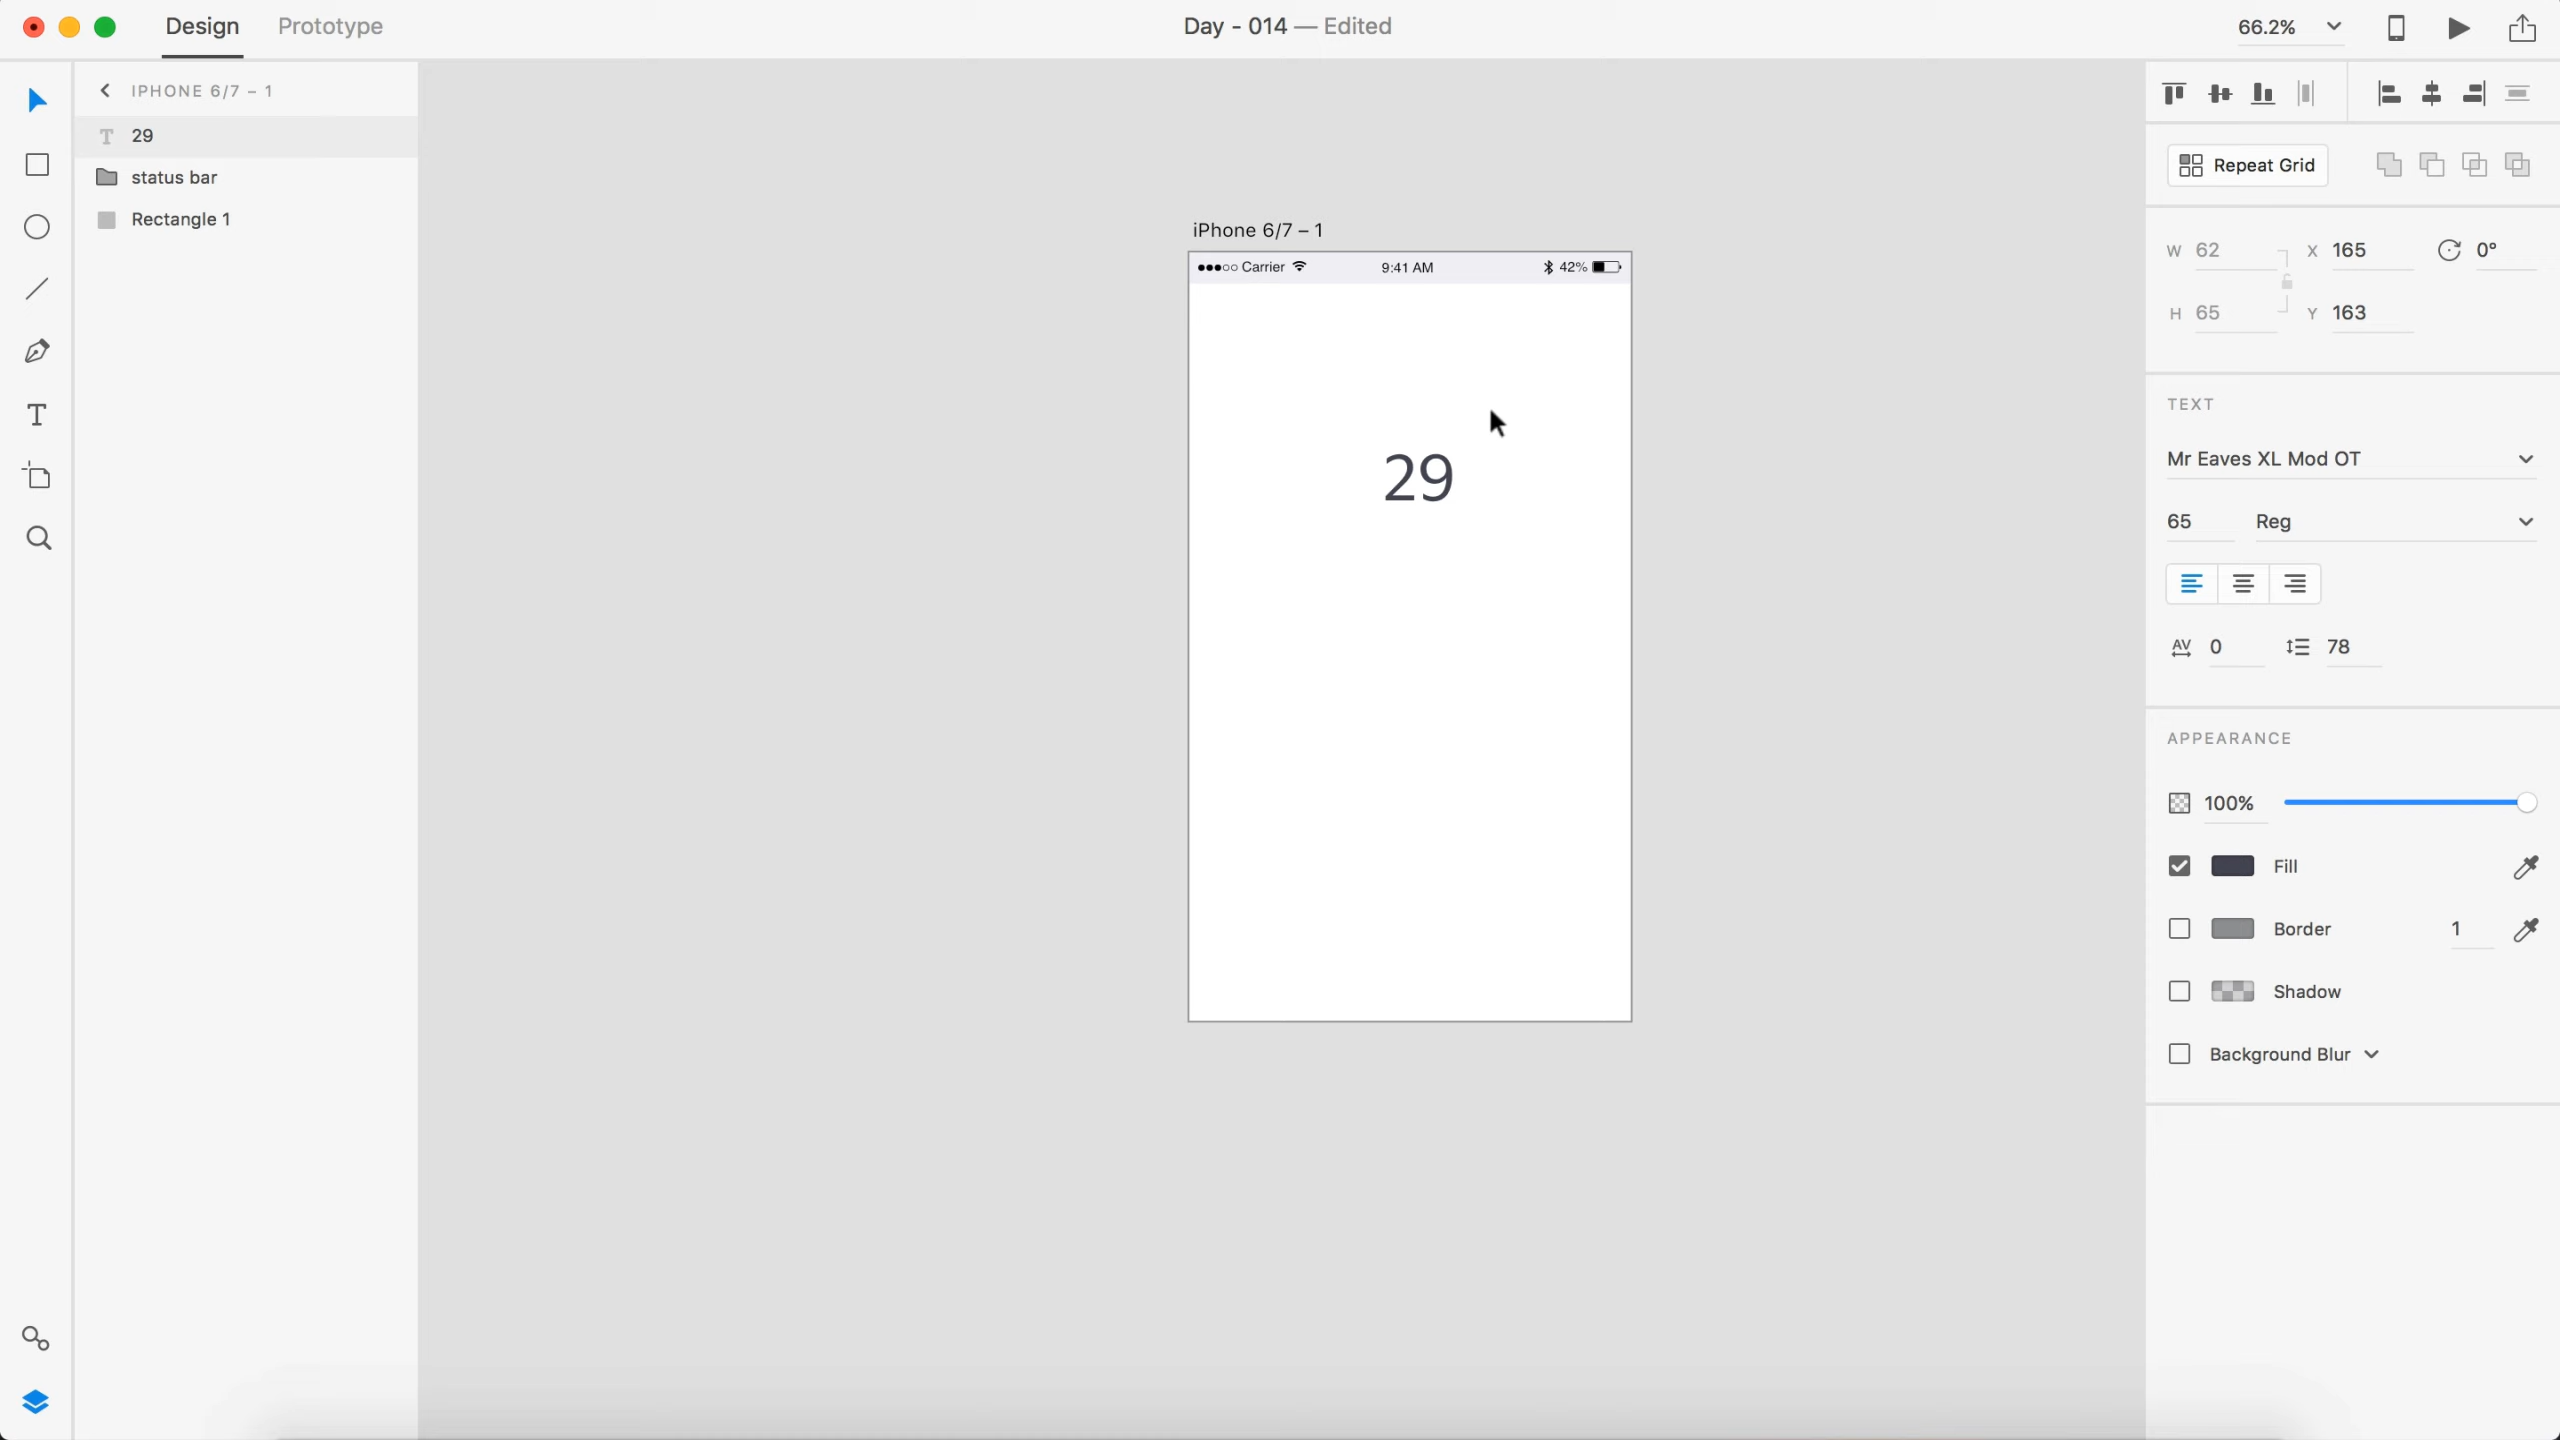 Design Prototype Day - 014 — Edited 66.2%
IPHONE 6/7 – 1
29
status bar
Rectangle 1
iPhone 6/7 – 1
Carrier 9:41 AM 42%
29
Repeat Grid
W 62 X 165 0°
H 65 Y 163
TEXT
Mr Eaves XL Mod OT
65 Reg
AV 0 78
APPEARANCE
100%
Fill
Border 1
Shadow
Background Blur